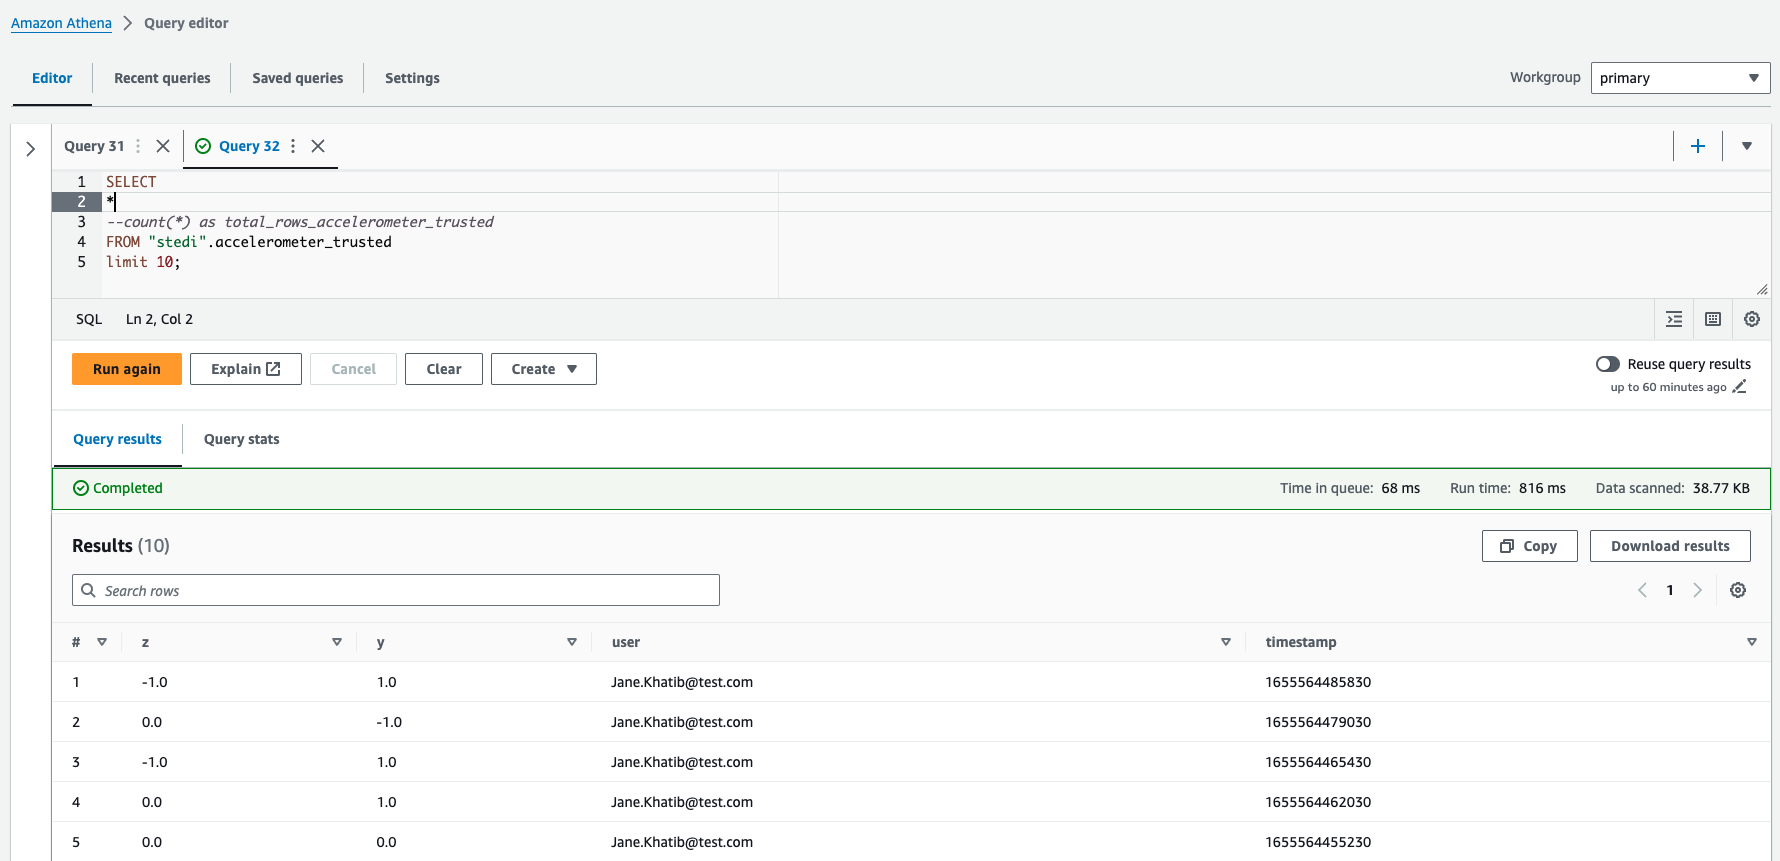 Amazon Athena > Query editor
Editor Recent queries Saved queries Settings Workgroup primary
Query 31 Query 32
1 SELECT
2 *
3 --count(*) as total_rows_accelerometer_trusted
4 FROM "stedi".accelerometer_trusted
5 limit 10;
SQL Ln 2, Col 2
Run again Explain Cancel Clear Create Reuse query results
up to 60 minutes ago
Query results Query stats
Completed Time in queue: 68 ms Run time: 816 ms Data scanned: 38.77 KB
Results (10) Copy Download results
Search rows 1
# z y user timestamp
1 -1.0 1.0 Jane.Khatib@test.com 1655564485830
2 0.0 -1.0 Jane.Khatib@test.com 1655564479030
3 -1.0 1.0 Jane.Khatib@test.com 1655564465430
4 0.0 1.0 Jane.Khatib@test.com 1655564462030
5 0.0 0.0 Jane.Khatib@test.com 1655564455230